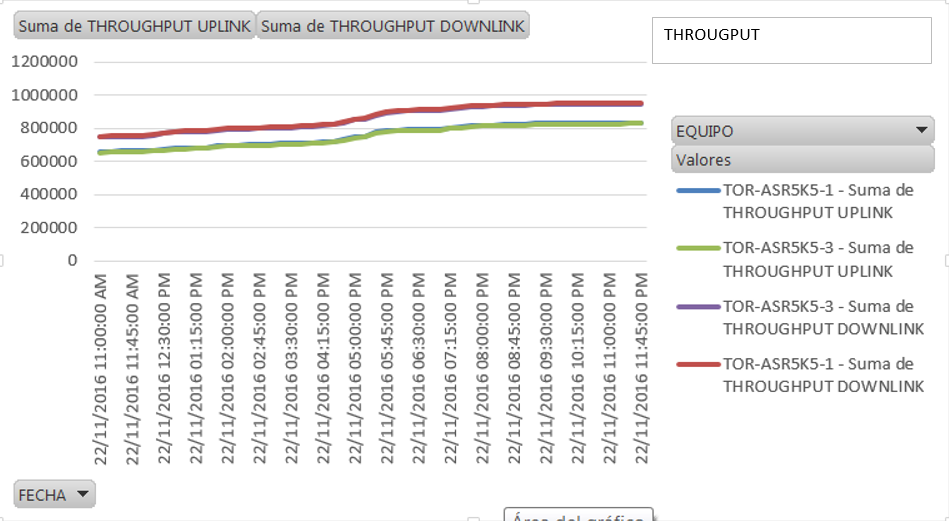 Suma de THROUGHPUT UPLINK Suma de THROUGHPUT DOWNLINK
THROUGPUT
1200000
1000000
800000
600000
400000
200000
0
22/11/2016 11:00:00 AM
22/11/2016 11:45:00 AM
22/11/2016 12:30:00 PM
22/11/2016 01:15:00 PM
22/11/2016 02:00:00 PM
22/11/2016 02:45:00 PM
22/11/2016 03:30:00 PM
22/11/2016 04:15:00 PM
22/11/2016 05:00:00 PM
22/11/2016 05:45:00 PM
22/11/2016 06:30:00 PM
22/11/2016 07:15:00 PM
22/11/2016 08:00:00 PM
22/11/2016 08:45:00 PM
22/11/2016 09:30:00 PM
22/11/2016 10:15:00 PM
22/11/2016 11:00:00 PM
22/11/2016 11:45:00 PM
EQUIPO
Valores
TOR-ASR5K5-1 - Suma de
THROUGHPUT UPLINK
TOR-ASR5K5-3 - Suma de
THROUGHPUT UPLINK
TOR-ASR5K5-3 - Suma de
THROUGHPUT DOWNLINK
TOR-ASR5K5-1 - Suma de
THROUGHPUT DOWNLINK
FECHA
Área del gráfico